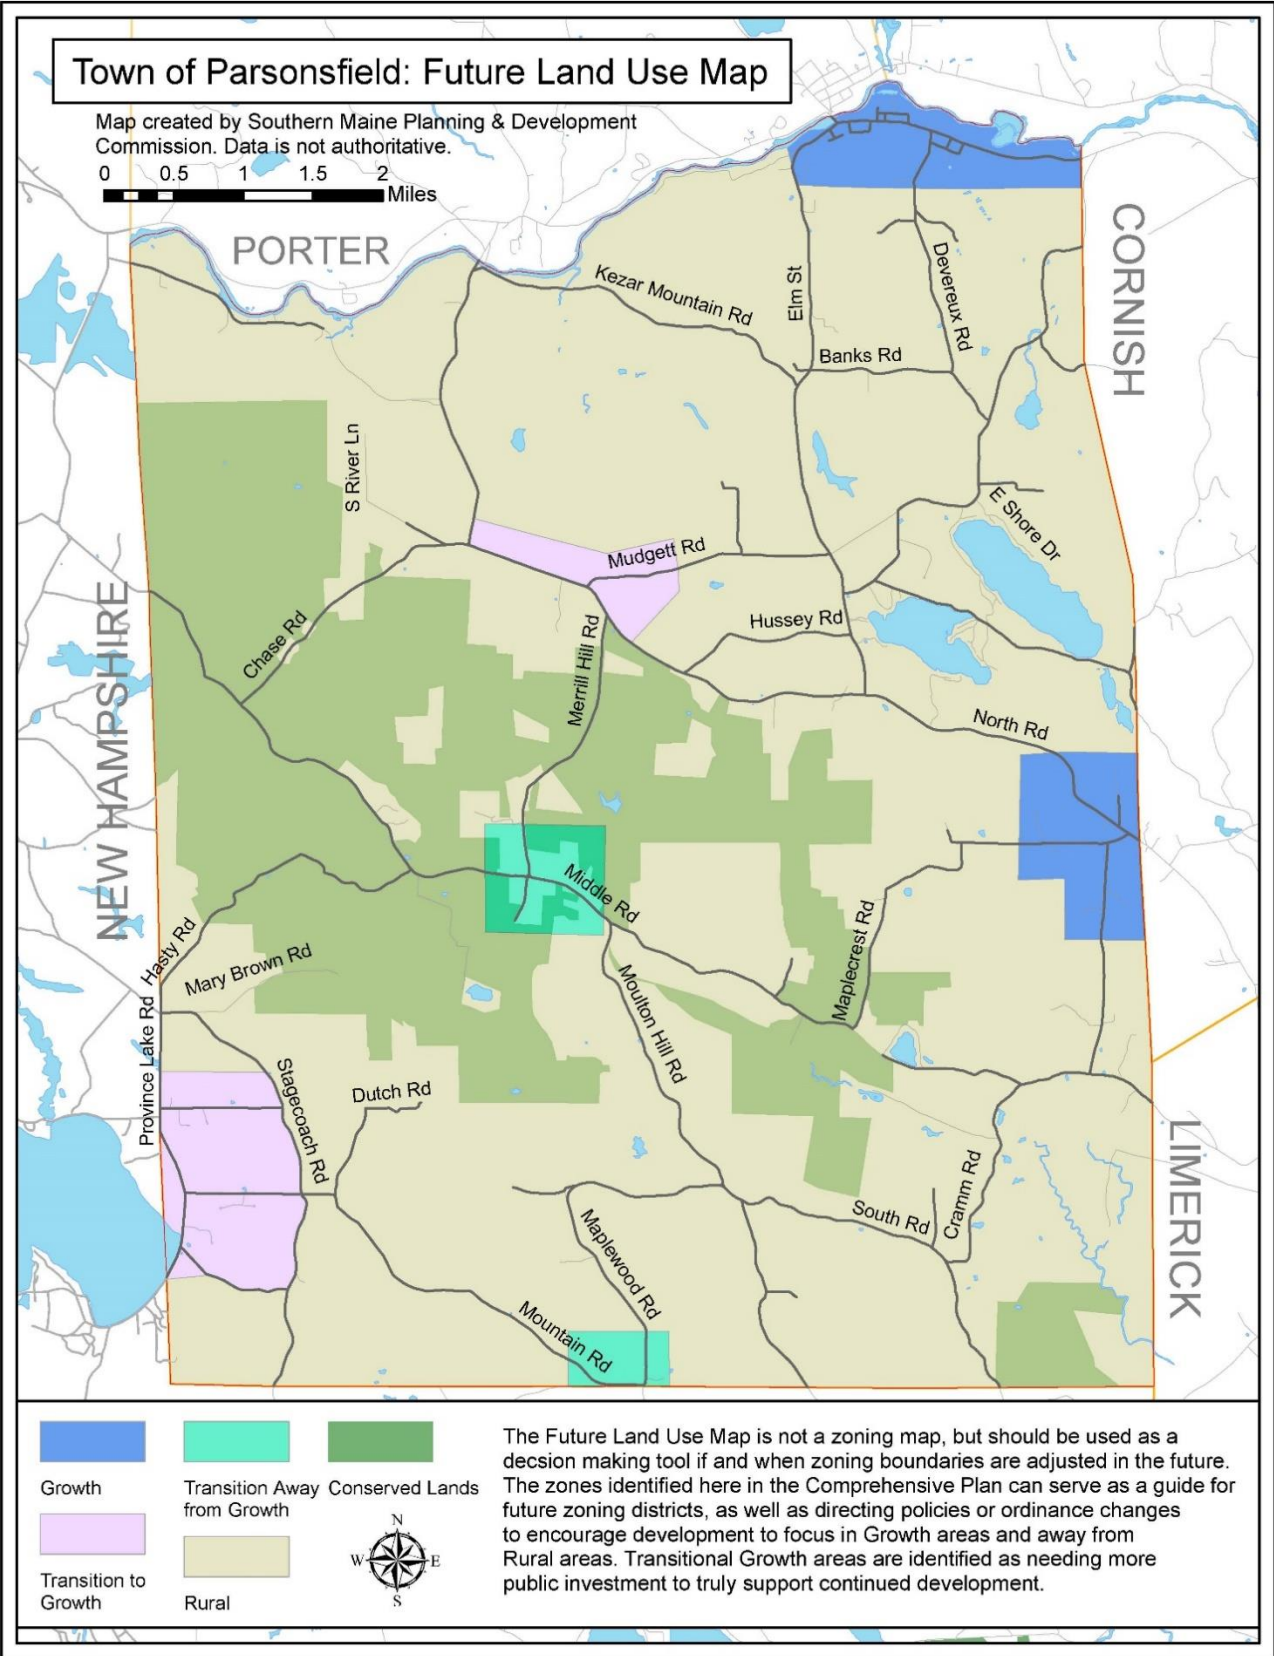 Town of Parsonsfield: Future Land Use Map
Map created by Southern Maine Planning & Development
Commission. Data is not authoritative.
0 0.5 1 1.5 2
Miles
PORTER
CORNISH
Kezar Mountain Rd
Elm St
Devereux Rd
Banks Rd
S River Ln
E Shore Dr
Mudgett Rd
NEW HAMPSHIRE
Chase Rd
Merrill Hill Rd
Hussey Rd
North Rd
Middle Rd
Maplecrest Rd
Hasty Rd
Mary Brown Rd
Moulton Hill Rd
Province Lake Rd
Stagecoach Rd
Dutch Rd
LIMERICK
Cramm Rd
South Rd
Maplewood Rd
Mountain Rd
Growth
Transition Away
from Growth
Conserved Lands
Transition to
Growth
Rural
N
W
E
S
The Future Land Use Map is not a zoning map, but should be used as a
decsion making tool if and when zoning boundaries are adjusted in the future.
The zones identified here in the Comprehensive Plan can serve as a guide for
future zoning districts, as well as directing policies or ordinance changes
to encourage development to focus in Growth areas and away from
Rural areas. Transitional Growth areas are identified as needing more
public investment to truly support continued development.